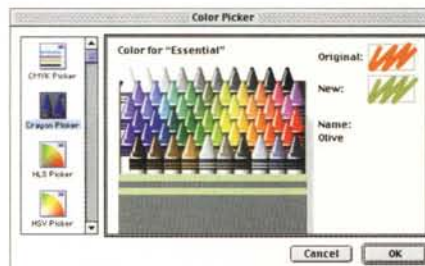 Color Picker
CMYK Picker
Crayon Picker
HLS Picker
HSV Picker
Color for "Essential"
Original:
New:
Name:
Olive
Cancel
OK